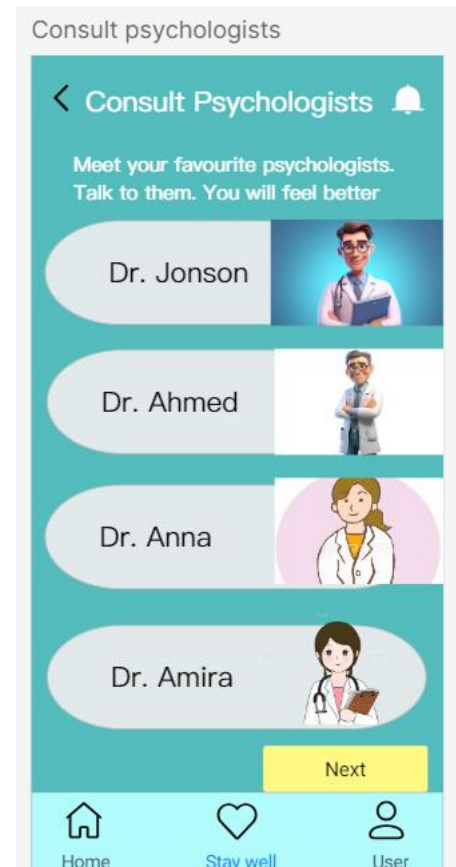 Consult psychologists
Consult Psychologists
Meet your favourite psychologists.
Talk to them. You will feel better
Dr. Jonson
Dr. Ahmed
Dr. Anna
Dr. Amira
Next
Home Stay well User